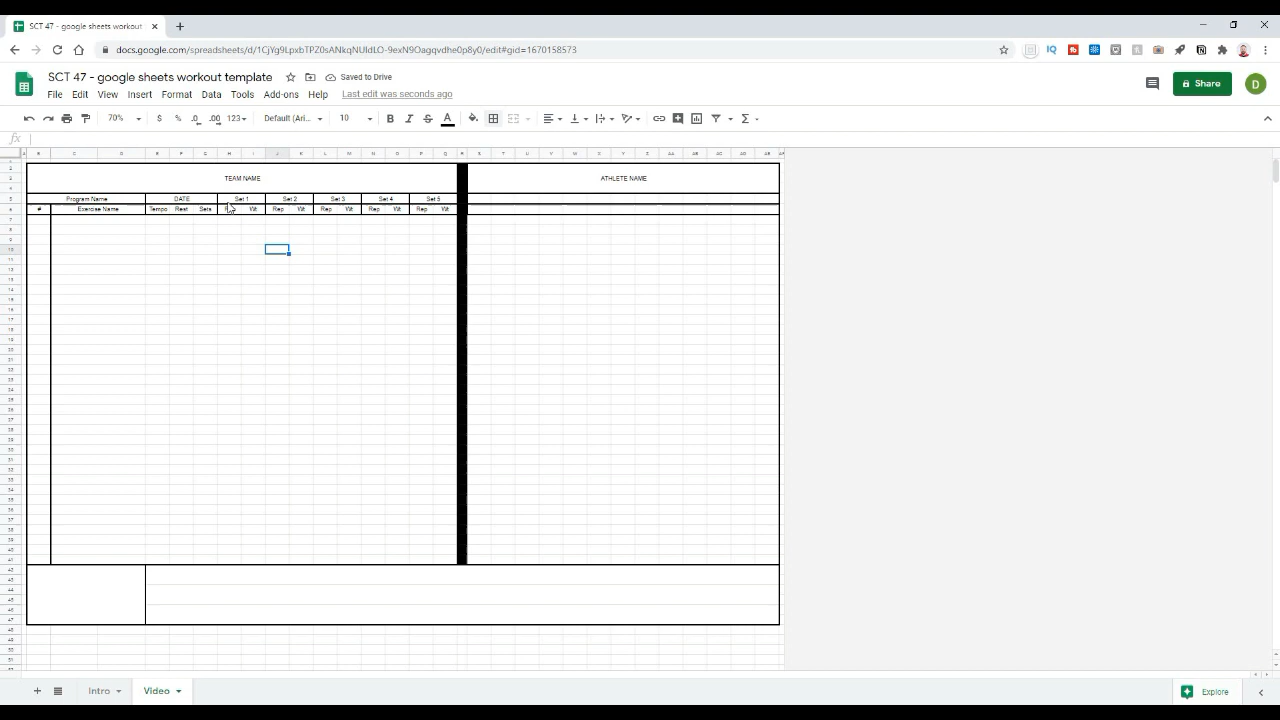 SCT 47 - google sheets workout
docs.google.com/spreadsheets/d/1CjYg9LpxbTPZ0sANkqNUldLO-9exN9Oagqvdhe0p8y0/edit#gid=1670158573
SCT 47 - google sheets workout template
Saved to Drive
File Edit View Insert Format Data Tools Add-ons Help Last edit was seconds ago
Share
D
70% $ % .0 .00 123 Default (Ari... 10
TEAM NAME ATHLETE NAME
Program Name DATE Set 1 Set 2 Set 3 Set 4 Set 5
# Exercise Name Tempo Rest Sets Wt Rep Wt Rep Wt Rep Wt Rep Wt
Intro Video
Explore